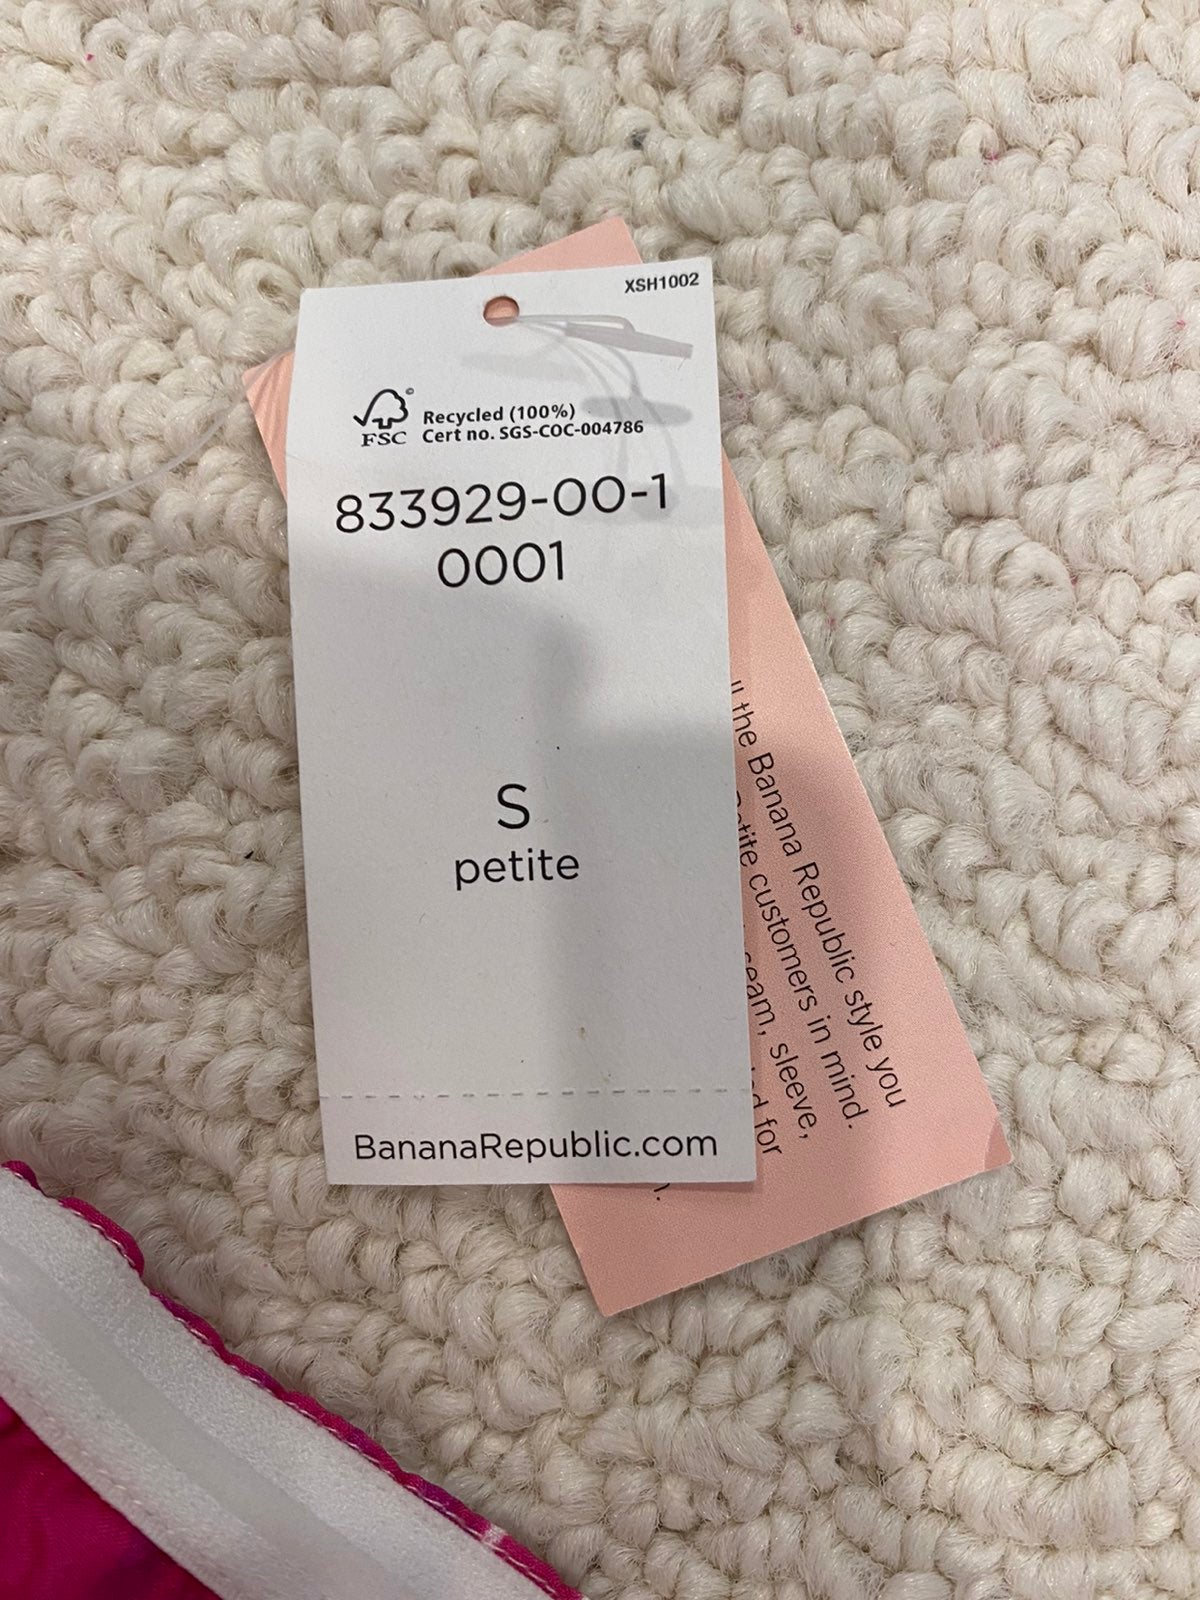 XSH1002
FSC
©
Recycled (100%)
Cert no. SGS-COC-004786
833929-00-1
0001
S
petite
BananaRepublic.com
the Banana Republic style you
customers in mind.
seam, sleeve,
for